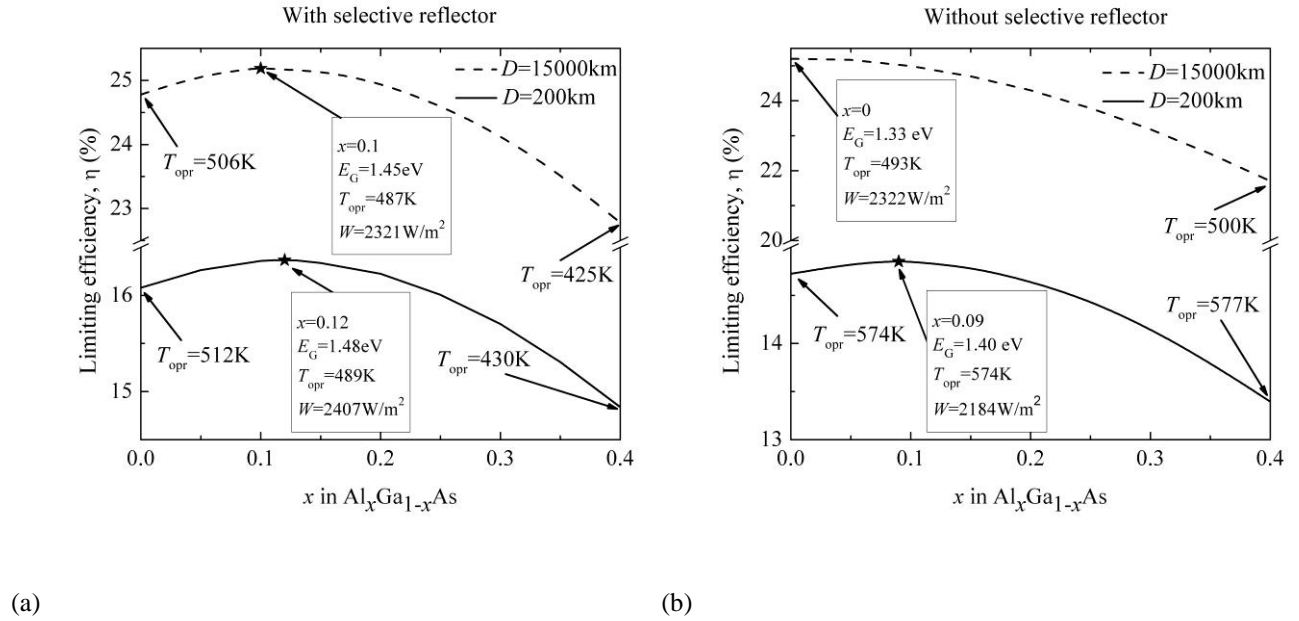 With selective reflector
25
24
23
16
15
Limiting efficiency, η (%)
D=15000km
D=200km
x=0.1
E_G=1.45eV
T_opr=487K
W=2321W/m²
T_opr=506K
T_opr=425K
x=0.12
E_G=1.48eV
T_opr=489K
W=2407W/m²
T_opr=512K
T_opr=430K
0.0 0.1 0.2 0.3 0.4
x in Al_xGa_1-xAs
(a)
Without selective reflector
24
22
20
14
13
Limiting efficiency, η (%)
D=15000km
D=200km
x=0
E_G=1.33 eV
T_opr=493K
W=2322W/m²
T_opr=500K
x=0.09
E_G=1.40 eV
T_opr=574K
W=2184W/m²
T_opr=574K
T_opr=577K
0.0 0.1 0.2 0.3 0.4
x in Al_xGa_1-xAs
(b)